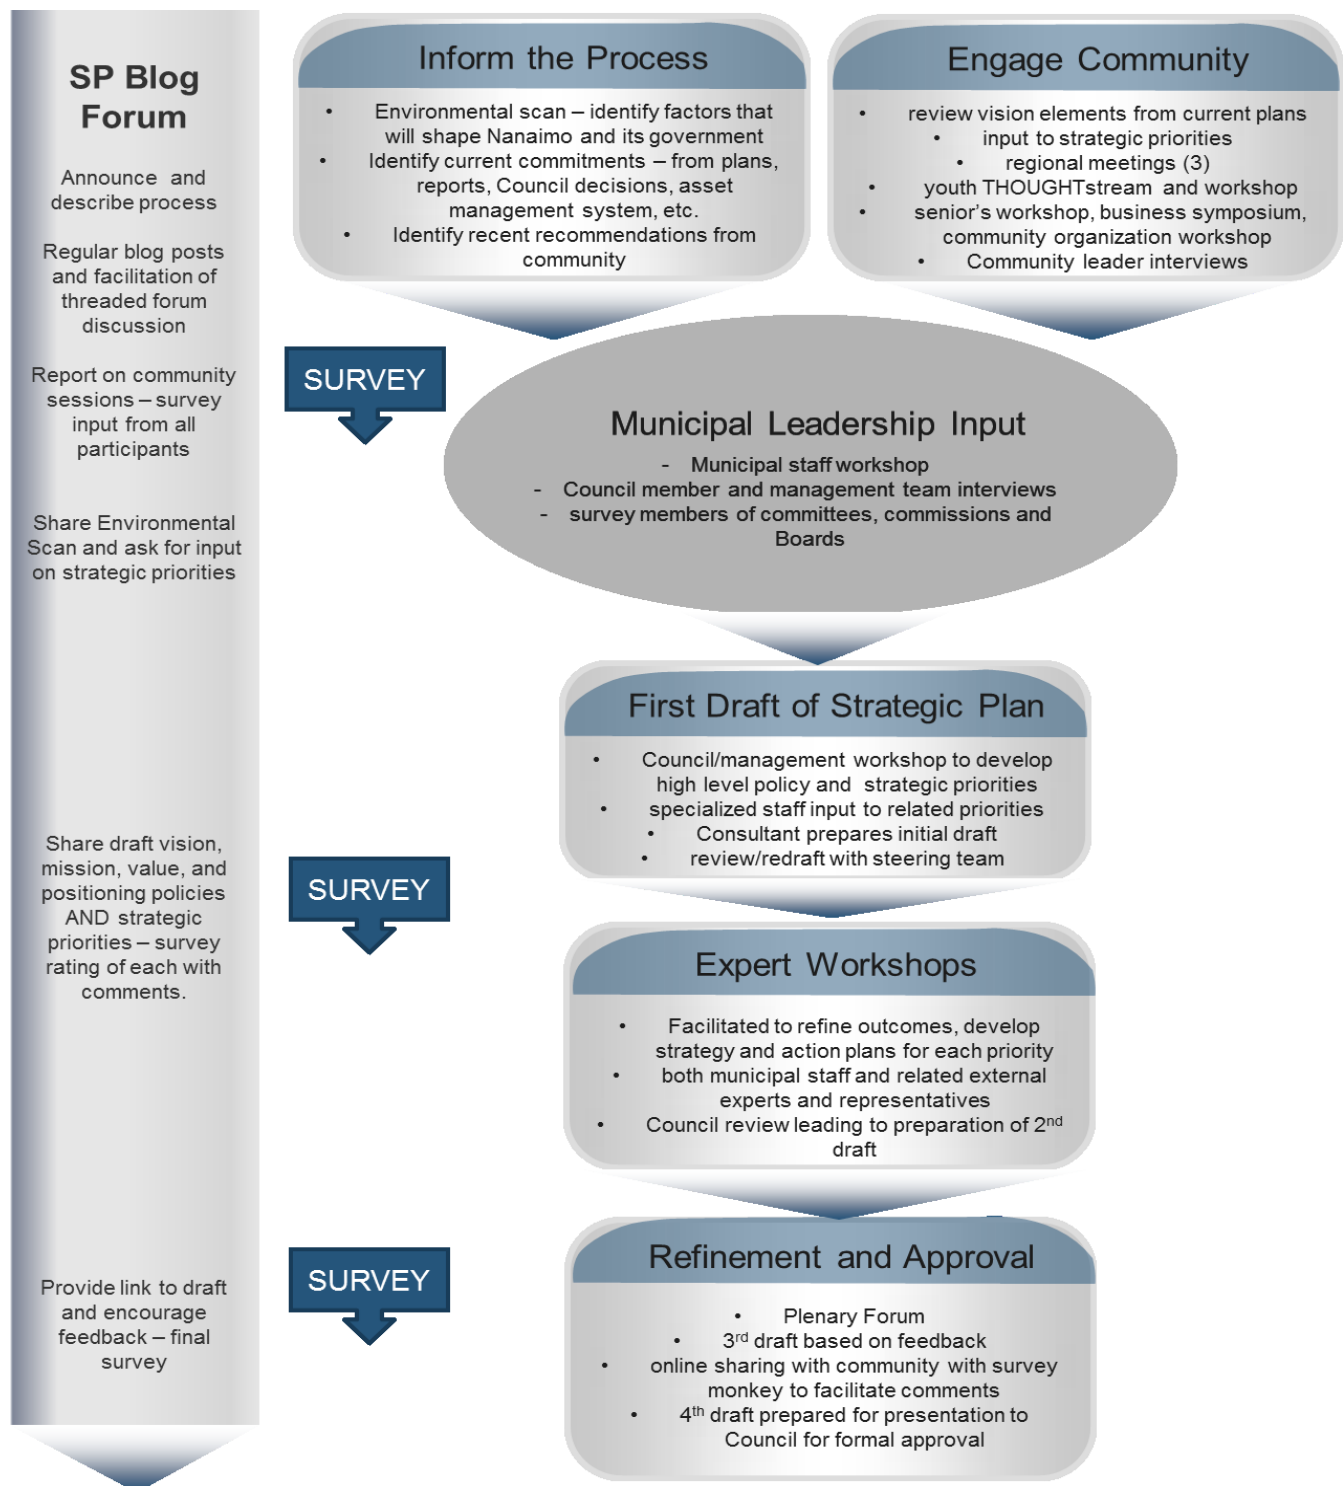 SP Blog
Forum
Announce and
describe process
Regular blog posts
and facilitation of
threaded forum
discussion
Report on community
sessions – survey
input from all
participants
Share Environmental
Scan and ask for input
on strategic priorities
Share draft vision,
mission, value, and
positioning policies
AND strategic
priorities – survey
rating of each with
comments.
Provide link to draft
and encourage
feedback – final
survey
Inform the Process
• Environmental scan – identify factors that
will shape Nanaimo and its government
• Identify current commitments – from plans,
reports, Council decisions, asset
management system, etc.
• Identify recent recommendations from
community
Engage Community
• review vision elements from current plans
• input to strategic priorities
• regional meetings (3)
• youth THOUGHTstream and workshop
• senior’s workshop, business symposium,
community organization workshop
• Community leader interviews
SURVEY
Municipal Leadership Input
- Municipal staff workshop
- Council member and management team interviews
- survey members of committees, commissions and
Boards
First Draft of Strategic Plan
• Council/management workshop to develop
high level policy and strategic priorities
• specialized staff input to related priorities
• Consultant prepares initial draft
• review/redraft with steering team
SURVEY
Expert Workshops
• Facilitated to refine outcomes, develop
strategy and action plans for each priority
• both municipal staff and related external
experts and representatives
• Council review leading to preparation of 2nd
draft
SURVEY
Refinement and Approval
• Plenary Forum
• 3rd draft based on feedback
• online sharing with community with survey
monkey to facilitate comments
• 4th draft prepared for presentation to
Council for formal approval